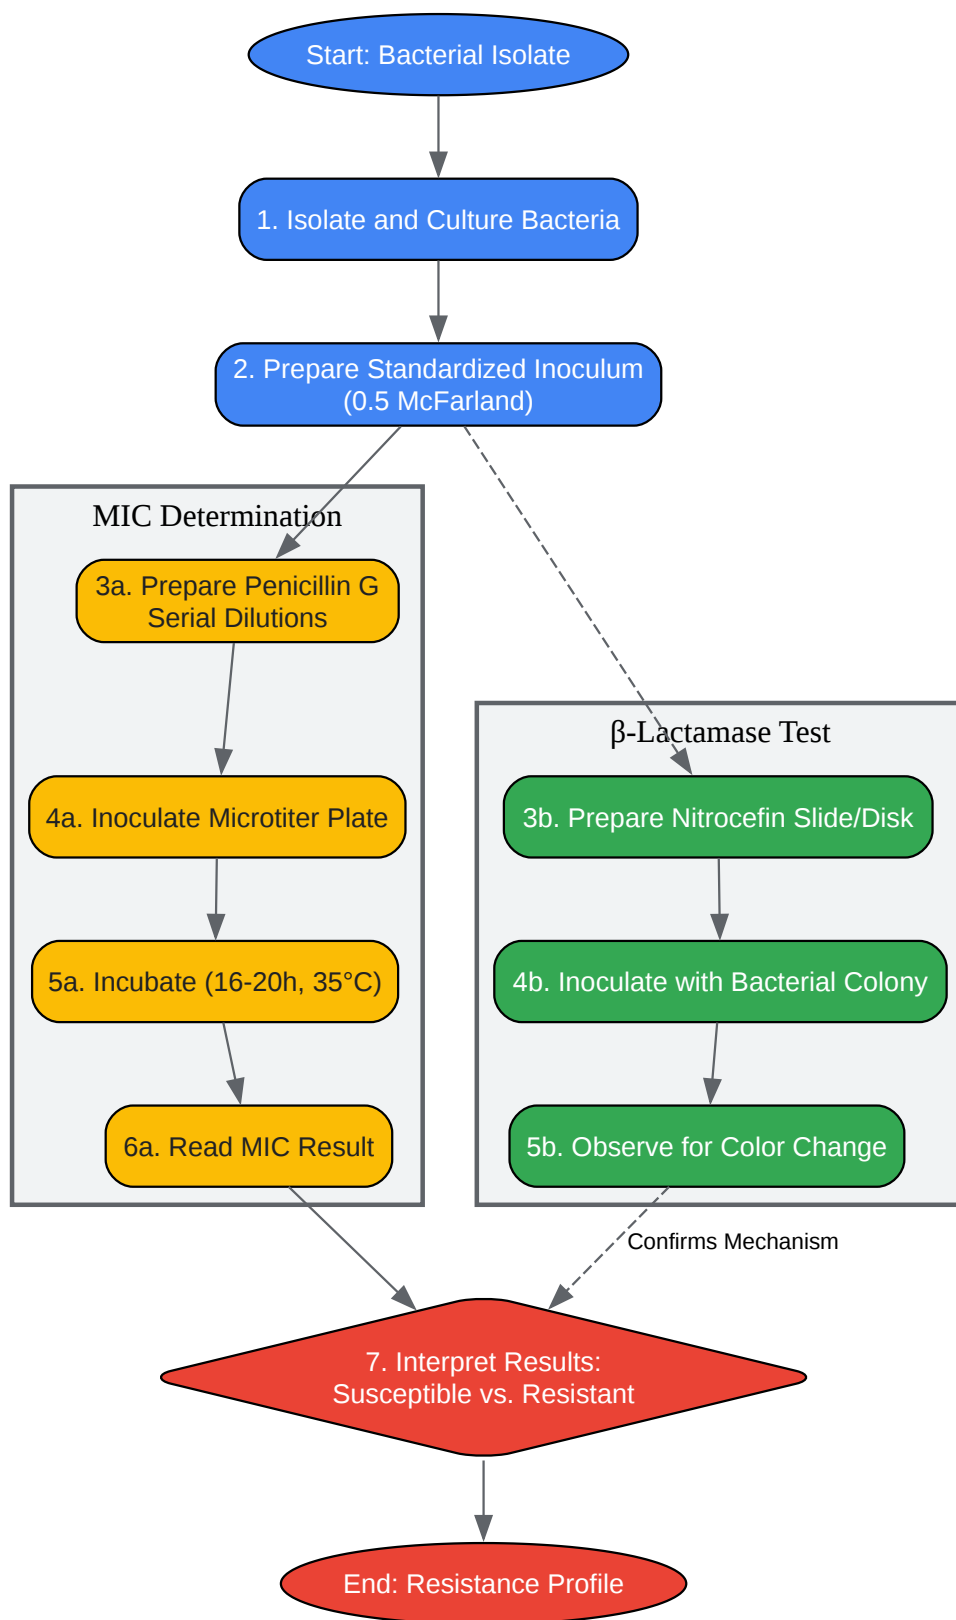 Start: Bacterial Isolate
1. Isolate and Culture Bacteria
2. Prepare Standardized Inoculum
(0.5 McFarland)
MIC Determination
3a. Prepare Penicillin G
Serial Dilutions
4a. Inoculate Microtiter Plate
5a. Incubate (16-20h, 35°C)
6a. Read MIC Result
β-Lactamase Test
3b. Prepare Nitrocefin Slide/Disk
4b. Inoculate with Bacterial Colony
5b. Observe for Color Change
Confirms Mechanism
7. Interpret Results:
Susceptible vs. Resistant
End: Resistance Profile